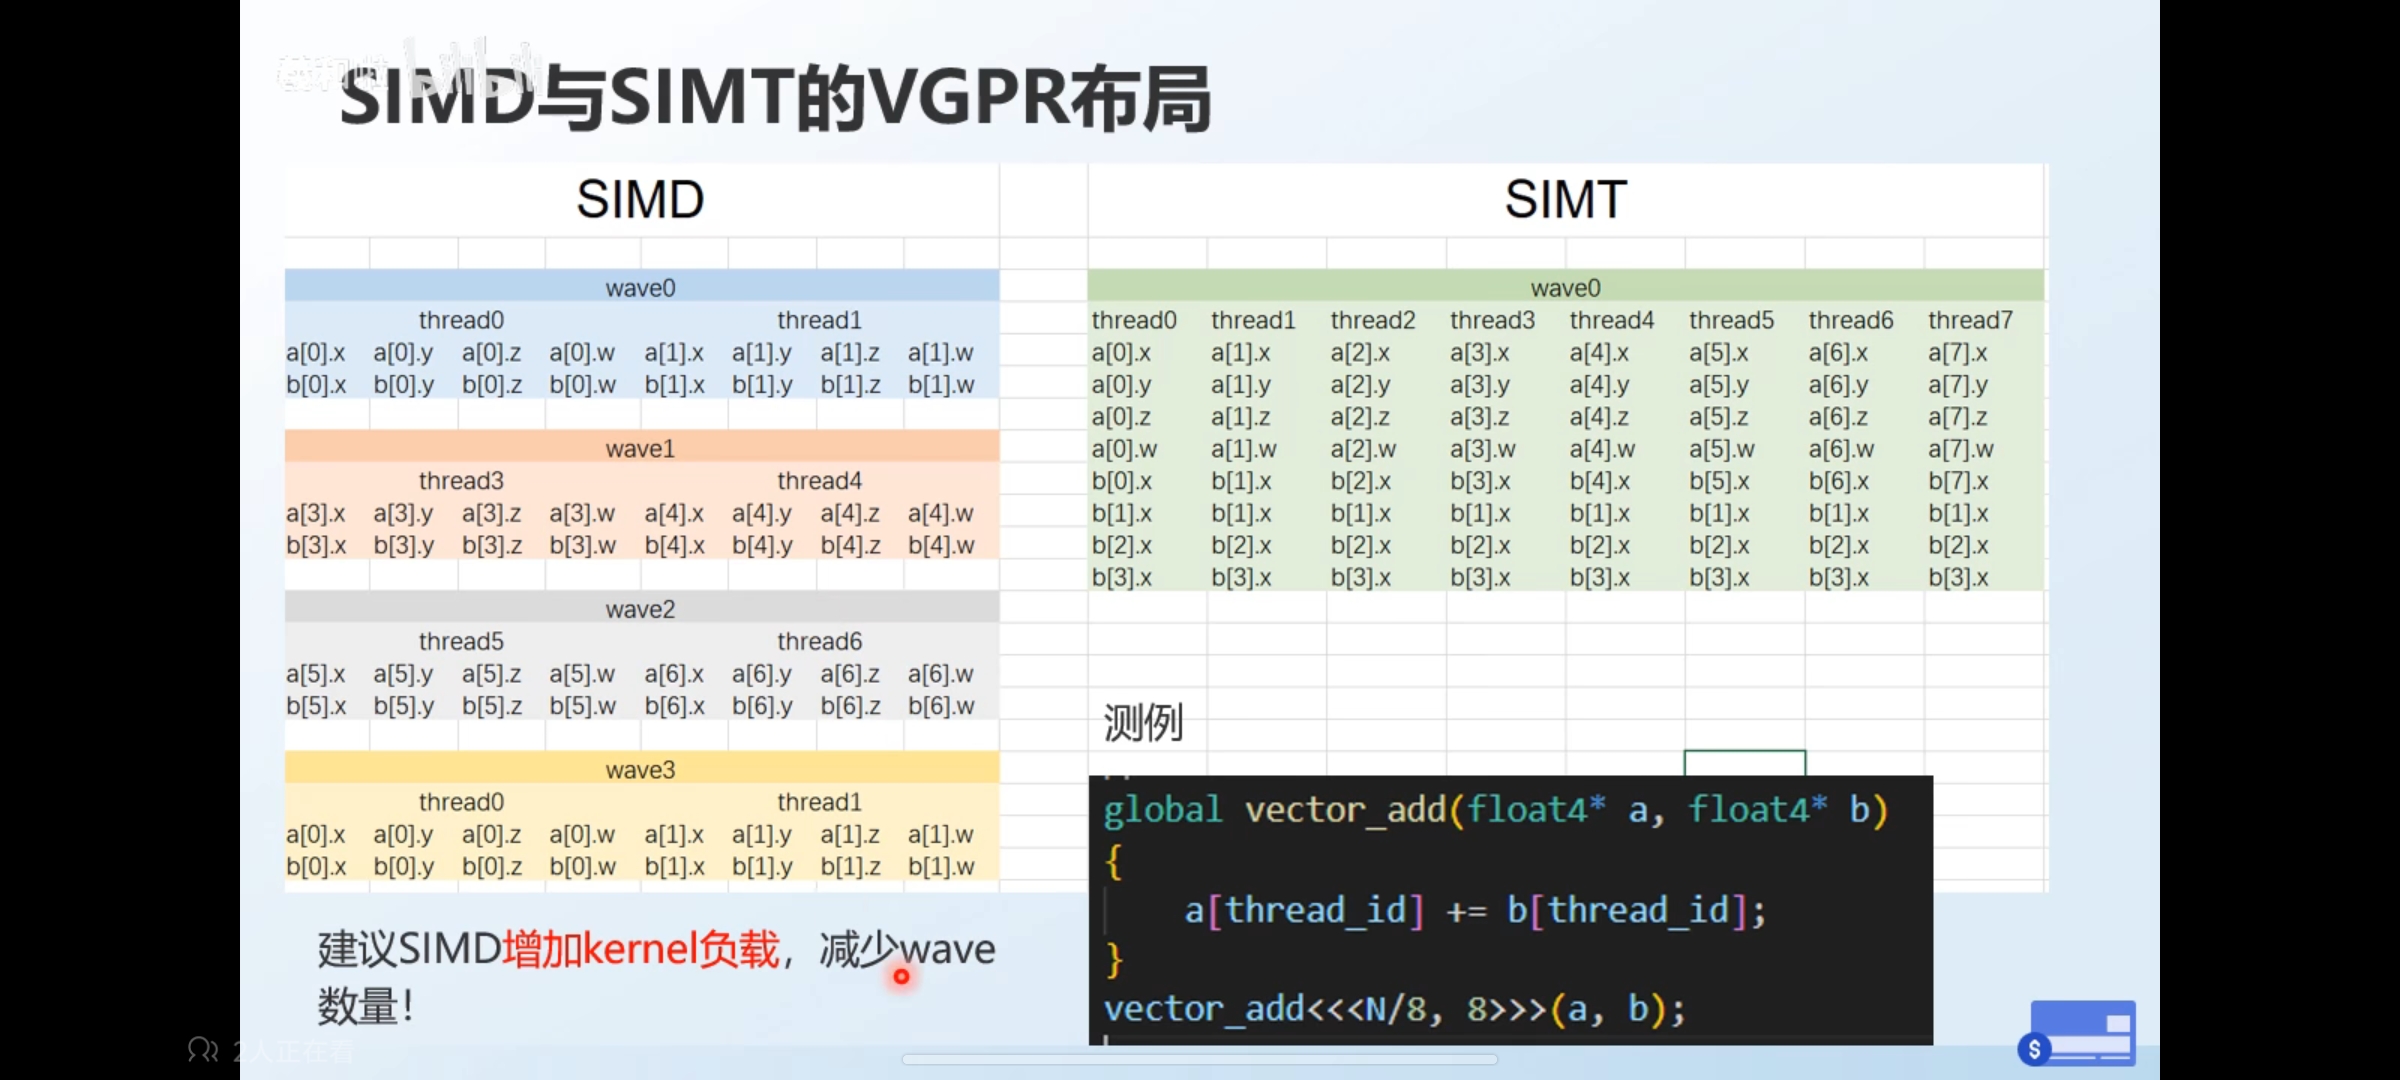 SIMD与SIMT的VGPR布局
SIMD
wave0
thread0 thread1
a[0].x a[0].y a[0].z a[0].w a[1].x a[1].y a[1].z a[1].w
b[0].x b[0].y b[0].z b[0].w b[1].x b[1].y b[1].z b[1].w
wave1
thread3 thread4
a[3].x a[3].y a[3].z a[3].w a[4].x a[4].y a[4].z a[4].w
b[3].x b[3].y b[3].z b[3].w b[4].x b[4].y b[4].z b[4].w
wave2
thread5 thread6
a[5].x a[5].y a[5].z a[5].w a[6].x a[6].y a[6].z a[6].w
b[5].x b[5].y b[5].z b[5].w b[6].x b[6].y b[6].z b[6].w
wave3
thread0 thread1
a[0].x a[0].y a[0].z a[0].w a[1].x a[1].y a[1].z a[1].w
b[0].x b[0].y b[0].z b[0].w b[1].x b[1].y b[1].z b[1].w
建议SIMD增加kernel负载，减少wave
数量！
SIMT
wave0
thread0 thread1 thread2 thread3 thread4 thread5 thread6 thread7
a[0].x a[1].x a[2].x a[3].x a[4].x a[5].x a[6].x a[7].x
a[0].y a[1].y a[2].y a[3].y a[4].y a[5].y a[6].y a[7].y
a[0].z a[1].z a[2].z a[3].z a[4].z a[5].z a[6].z a[7].z
a[0].w a[1].w a[2].w a[3].w a[4].w a[5].w a[6].w a[7].w
b[0].x b[1].x b[2].x b[3].x b[4].x b[5].x b[6].x b[7].x
b[1].x b[1].x b[1].x b[1].x b[1].x b[1].x b[1].x b[1].x
b[2].x b[2].x b[2].x b[2].x b[2].x b[2].x b[2].x b[2].x
b[3].x b[3].x b[3].x b[3].x b[3].x b[3].x b[3].x b[3].x
测例
global vector_add(float4* a, float4* b)
{
a[thread_id] += b[thread_id];
}
vector_add<<<N/8, 8>>>(a, b);
2人正在看
$